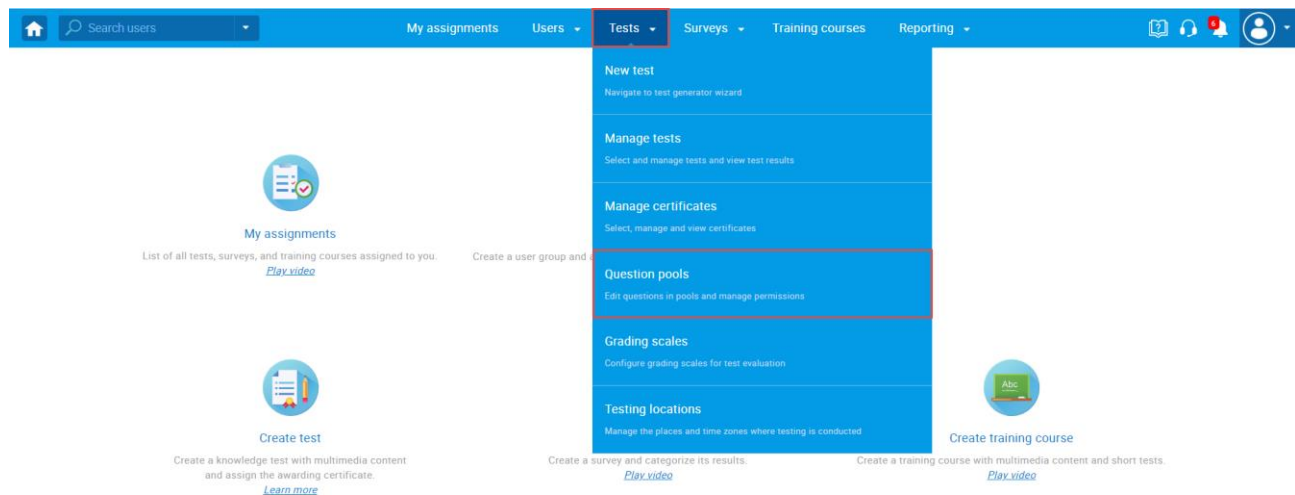 Search users
My assignments
Users
Tests
Surveys
Training courses
Reporting
6
New test
Navigate to test generator wizard
Manage tests
Select and manage tests and view test results
Manage certificates
Select, manage and view certificates
Question pools
Edit questions in pools and manage permissions
Grading scales
Configure grading scales for test evaluation
Testing locations
Manage the places and time zones where testing is conducted
My assignments
List of all tests, surveys, and training courses assigned to you.
Play video
Create a user group and
Create test
Create a knowledge test with multimedia content
and assign the awarding certificate.
Learn more
Create a survey and categorize its results.
Play video
Abc
Create training course
Create a training course with multimedia content and short tests.
Play video